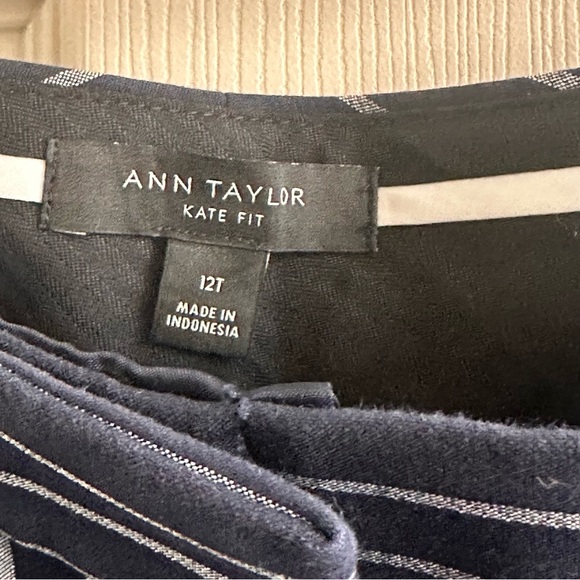 ANN TAYLOR
KATE FIT
12T
MADE IN
INDONESIA